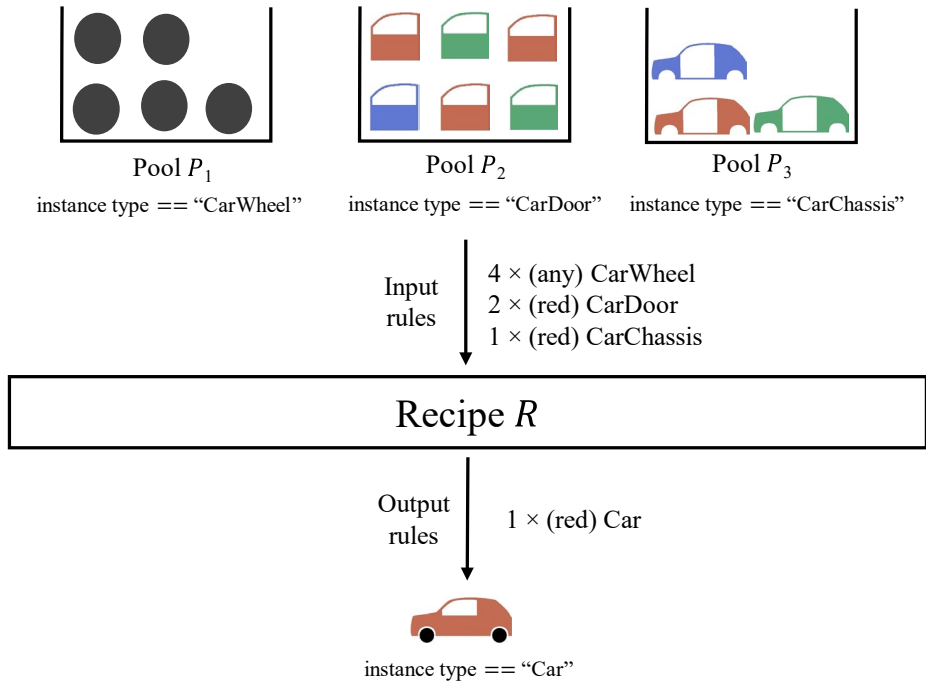 Pool P₁
Pool P₂
Pool P₃
instance type == “CarWheel”
instance type == “CarDoor”
instance type == “CarChassis”
Input
rules
4 × (any) CarWheel
2 × (red) CarDoor
1 × (red) CarChassis
Recipe R
Output
rules
1 × (red) Car
instance type == “Car”